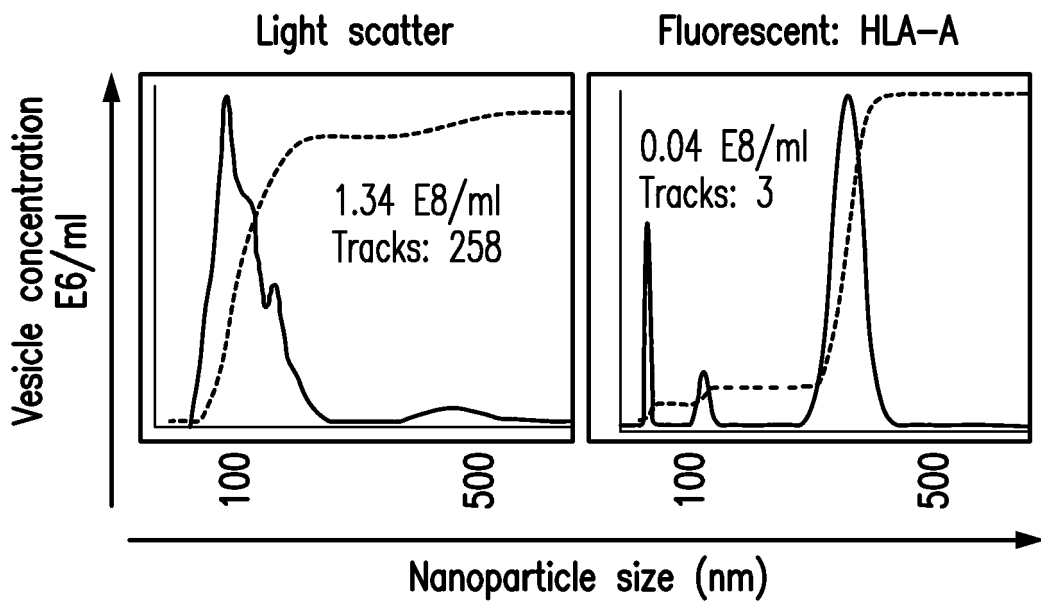 Light scatter
Fluorescent: HLA-A
Vesicle concentration
E6/ml
1.34 E8/ml
Tracks: 258
0.04 E8/ml
Tracks: 3
100
500
100
500
Nanoparticle size (nm)